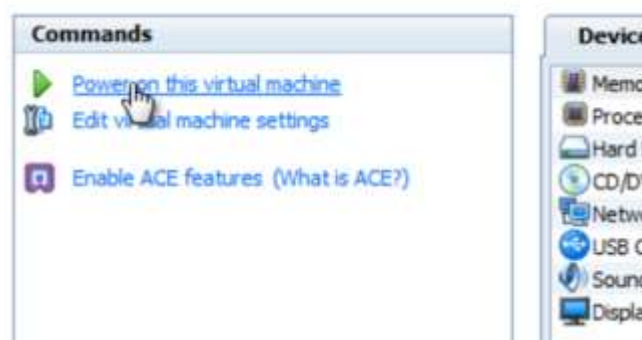 Commands
Power on this virtual machine
Edit virtual machine settings
Enable ACE features (What is ACE?)
Device
Memo
Proce
Hard
CD/D
Netwo
USB C
Sound
Displa